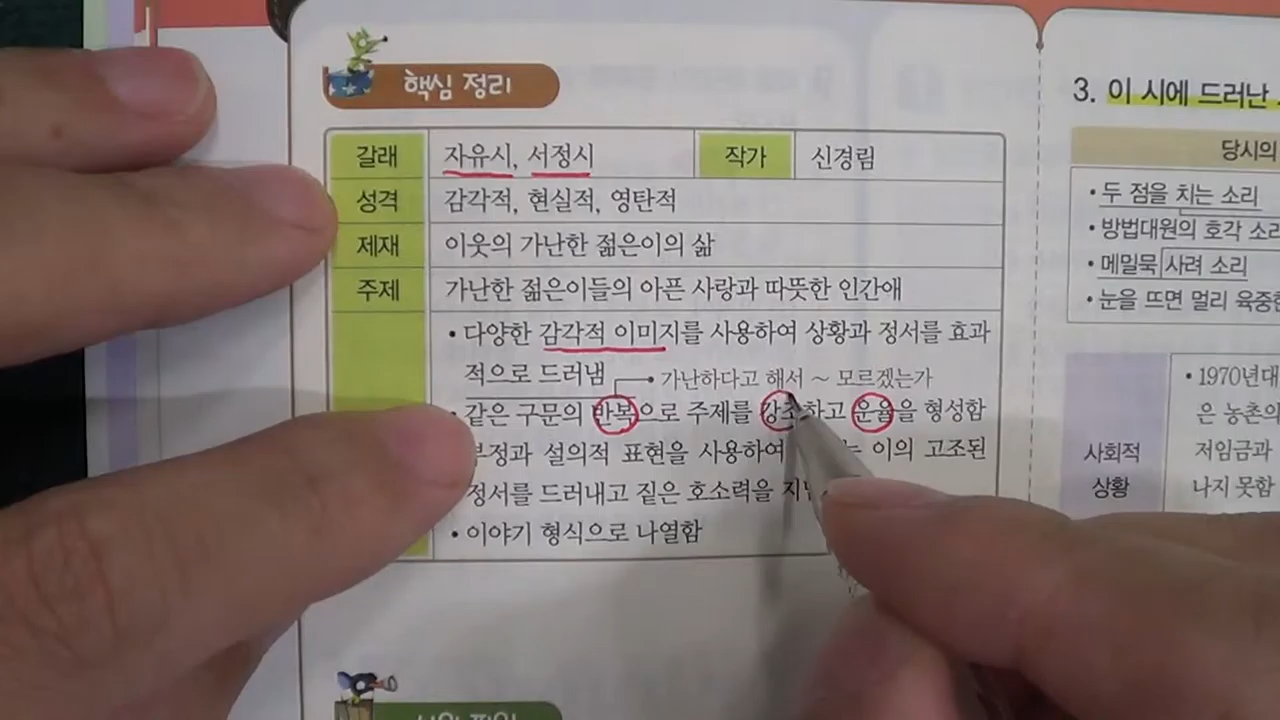 핵심 정리
갈래 자유시, 서정시 작가 신경림
성격 감각적, 현실적, 영탄적
제재 이웃의 가난한 젊은이의 삶
주제 가난한 젊은이들의 아픈 사랑과 따뜻한 인간애
• 다양한 감각적 이미지를 사용하여 상황과 정서를 효과
적으로 드러냄
• 가난하다고 해서 ~ 모르겠는가
• 같은 구문의 반복으로 주제를 강조하고 운율을 형성함
부정과 설의적 표현을 사용하여 이의 고조된
정서를 드러내고 짙은 호소력을
• 이야기 형식으로 나열함
3. 이 시에 드러난
당시의
• 두 점을 치는 소리
• 방법대원의 호각 소리
• 메밀묵 사려 소리
• 눈을 뜨면 멀리 육중한
사회적
상황
• 1970년대
은 농촌의
저임금과
나지 못함